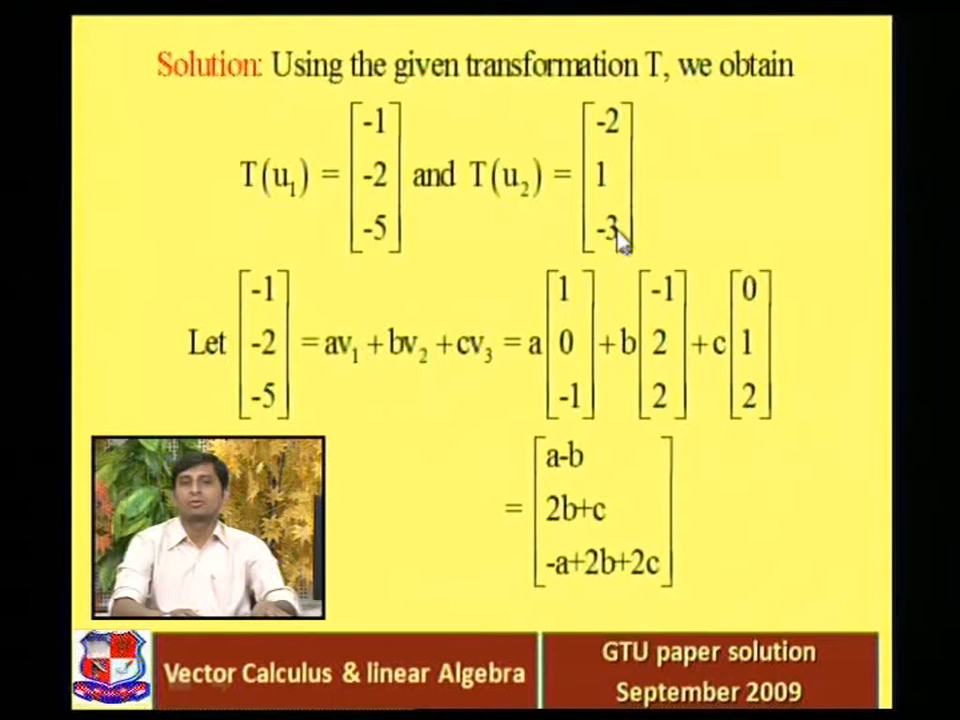 Solution: Using the given transformation T, we obtain
T(u₁) = [-1 -2 -5] and T(u₂) = [-2 1 -3]
Let [-1 -2 -5] = av₁ + bv₂ + cv₃ = a[1 0 -1] + b[-1 2 2] + c[0 1 2]
= [a-b 2b+c -a+2b+2c]
Vector Calculus & linear Algebra
GTU paper solution
September 2009